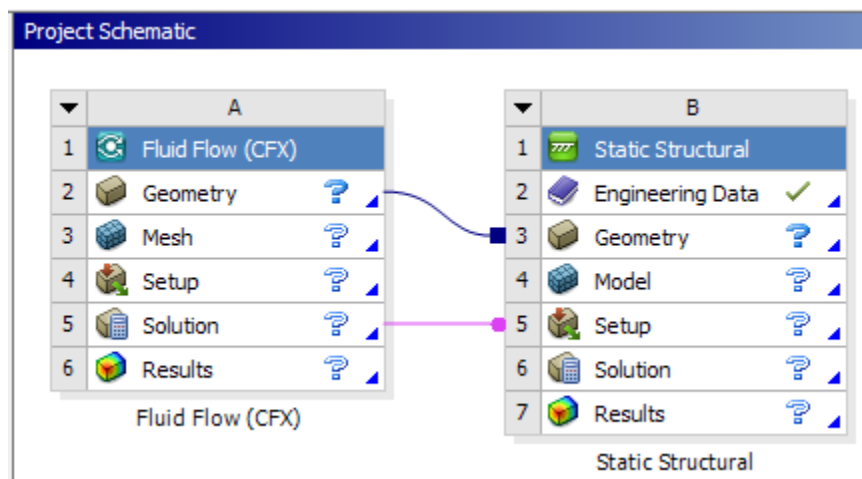 Project Schematic
A
1 Fluid Flow (CFX)
2 Geometry ?
3 Mesh ?
4 Setup ?
5 Solution ?
6 Results ?
Fluid Flow (CFX)
B
1 Static Structural
2 Engineering Data ✓
3 Geometry ?
4 Model ?
5 Setup ?
6 Solution ?
7 Results ?
Static Structural